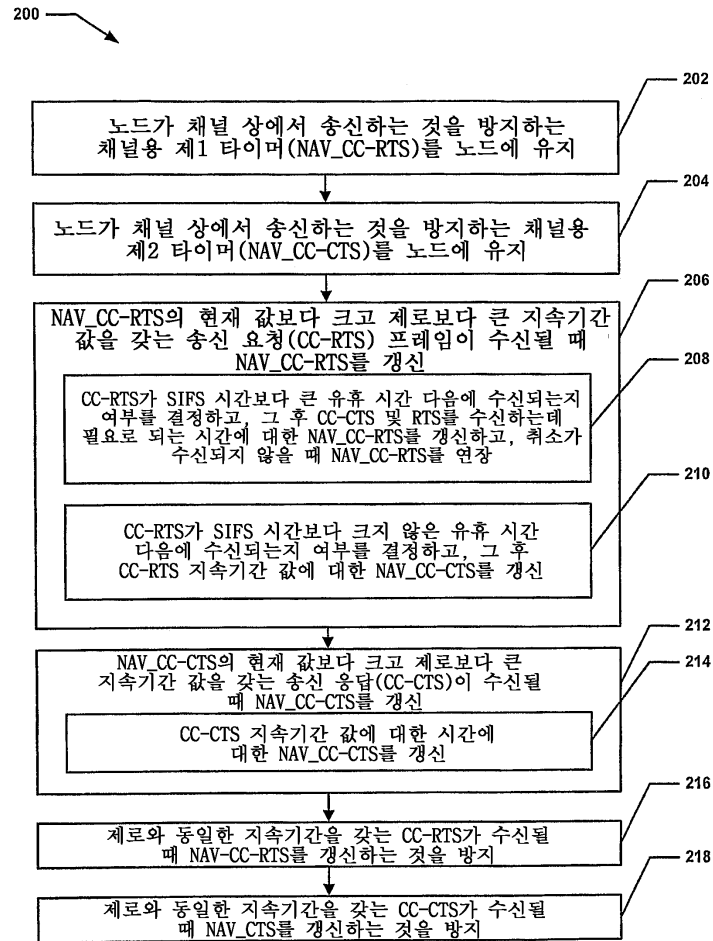 200
202
노드가 채널 상에서 송신하는 것을 방지하는
채널용 제1 타이머(NAV_CC-RTS)를 노드에 유지
204
노드가 채널 상에서 송신하는 것을 방지하는 채널용
제2 타이머(NAV_CC-CTS)를 노드에 유지
206
NAV_CC-RTS의 현재 값보다 크고 제로보다 큰 지속기간
값을 갖는 송신 요청(CC-RTS) 프레임이 수신될 때
NAV_CC-RTS를 갱신
208
CC-RTS가 SIFS 시간보다 큰 유휴 시간 다음에 수신되는지
여부를 결정하고, 그 후 CC-CTS 및 RTS를 수신하는데
필요로 되는 시간에 대한 NAV_CC-RTS를 갱신하고, 취소가
수신되지 않을 때 NAV_CC-RTS를 연장
210
CC-RTS가 SIFS 시간보다 크지 않은 유휴 시간
다음에 수신되는지 여부를 결정하고, 그 후
CC-RTS 지속기간 값에 대한 NAV_CC-CTS를 갱신
212
NAV_CC-CTS의 현재 값보다 크고 제로보다 큰
지속기간 값을 갖는 송신 응답(CC-CTS)이 수신될
때 NAV_CC-CTS를 갱신
214
CC-CTS 지속기간 값에 대한 시간에
대한 NAV_CC-CTS를 갱신
216
제로와 동일한 지속기간을 갖는 CC-RTS가 수신될
때 NAV-CC-RTS를 갱신하는 것을 방지
218
제로와 동일한 지속기간을 갖는 CC-CTS가 수신될
때 NAV_CTS를 갱신하는 것을 방지